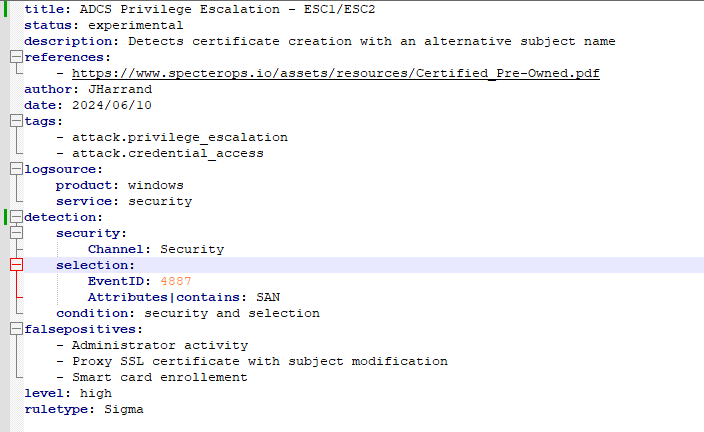 title: ADCS Privilege Escalation - ESC1/ESC2
status: experimental
description: Detects certificate creation with an alternative subject name
references:
    - https://www.specterops.io/assets/resources/Certified_Pre-Owned.pdf
author: JHarrand
date: 2024/06/10
tags:
    - attack.privilege_escalation
    - attack.credential_access
logsource:
    product: windows
    service: security
detection:
    security:
        Channel: Security
    selection:
        EventID: 4887
        Attributes|contains: SAN
    condition: security and selection
falsepositives:
    - Administrator activity
    - Proxy SSL certificate with subject modification
    - Smart card enrollement
level: high
ruletype: Sigma